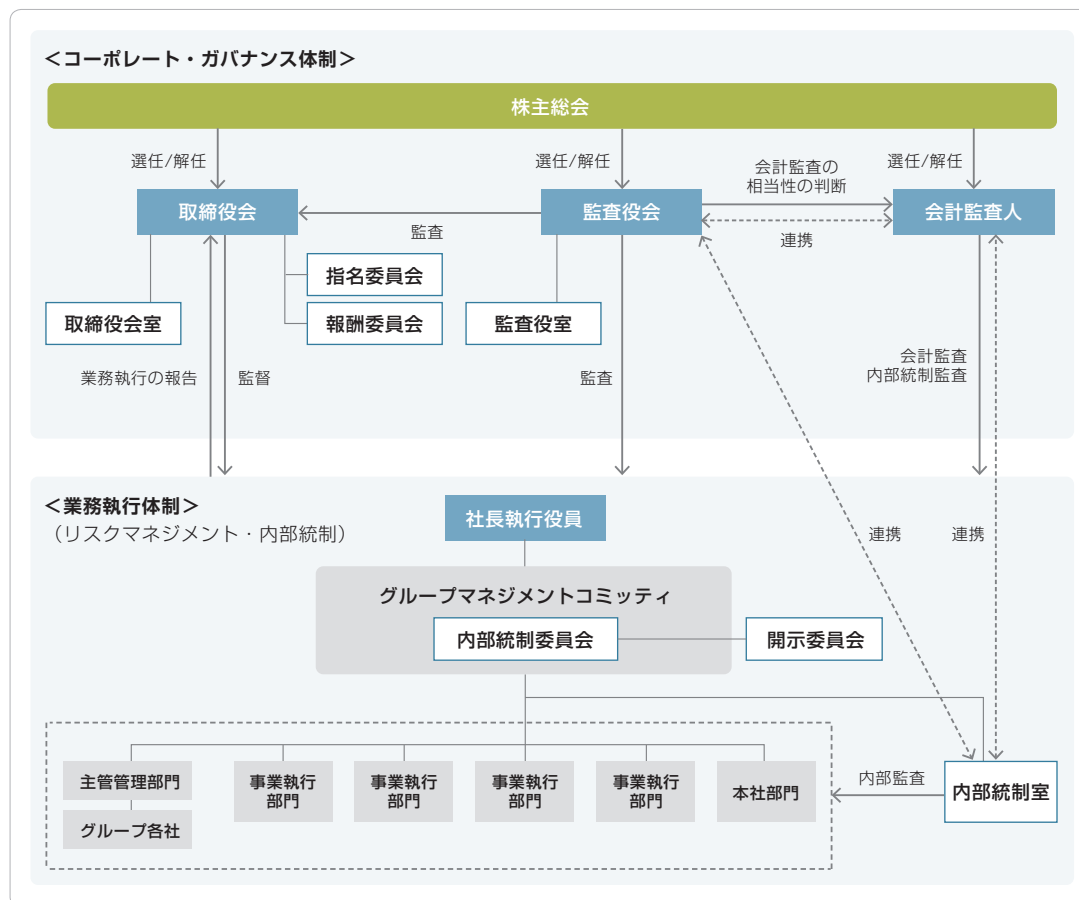 ＜コーポレート・ガバナンス体制＞
株主総会
選任/解任
選任/解任
会計監査の
相当性の判断
選任/解任
取締役会
監査
監査役会
連携
会計監査人
指名委員会
取締役会室
報酬委員会
監査役室
業務執行の報告
監督
監査
会計監査
内部統制監査
＜業務執行体制＞
（リスクマネジメント・内部統制）
社長執行役員
連携
連携
グループマネジメントコミッティ
内部統制委員会
開示委員会
主管管理部門
グループ各社
事業執行
部門
事業執行
部門
事業執行
部門
事業執行
部門
本社部門
内部監査
内部統制室